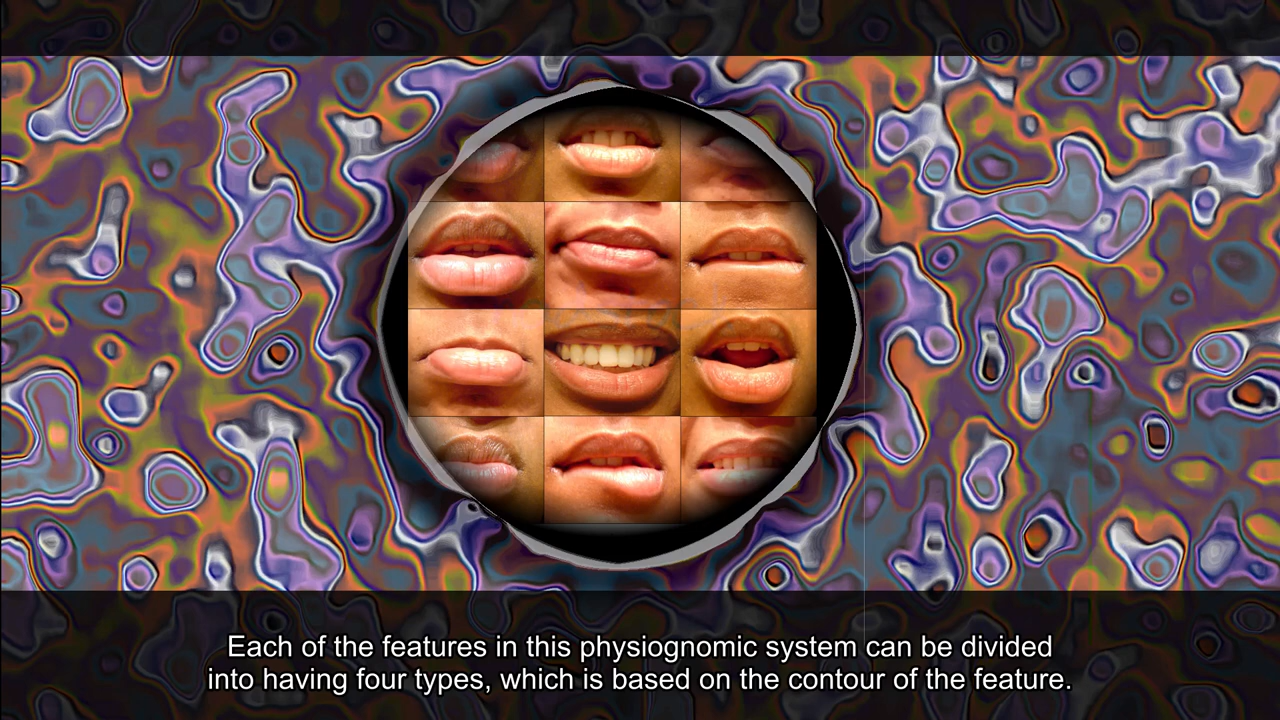 Each of the features in this physiognomic system can be divided
into having four types, which is based on the contour of the feature.